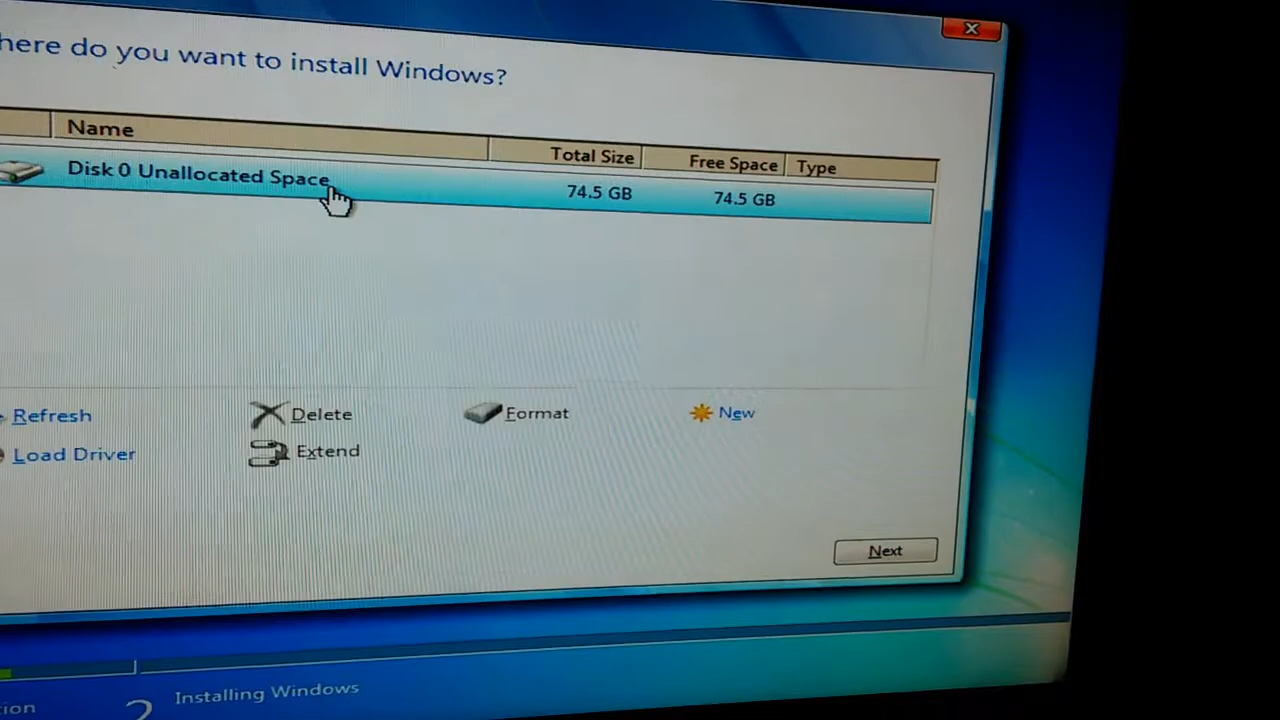 here do you want to install Windows?
Name Total Size Free Space Type
Disk 0 Unallocated Space 74.5 GB 74.5 GB
Refresh Delete Format New
Load Driver Extend
Next
tion 2 Installing Windows